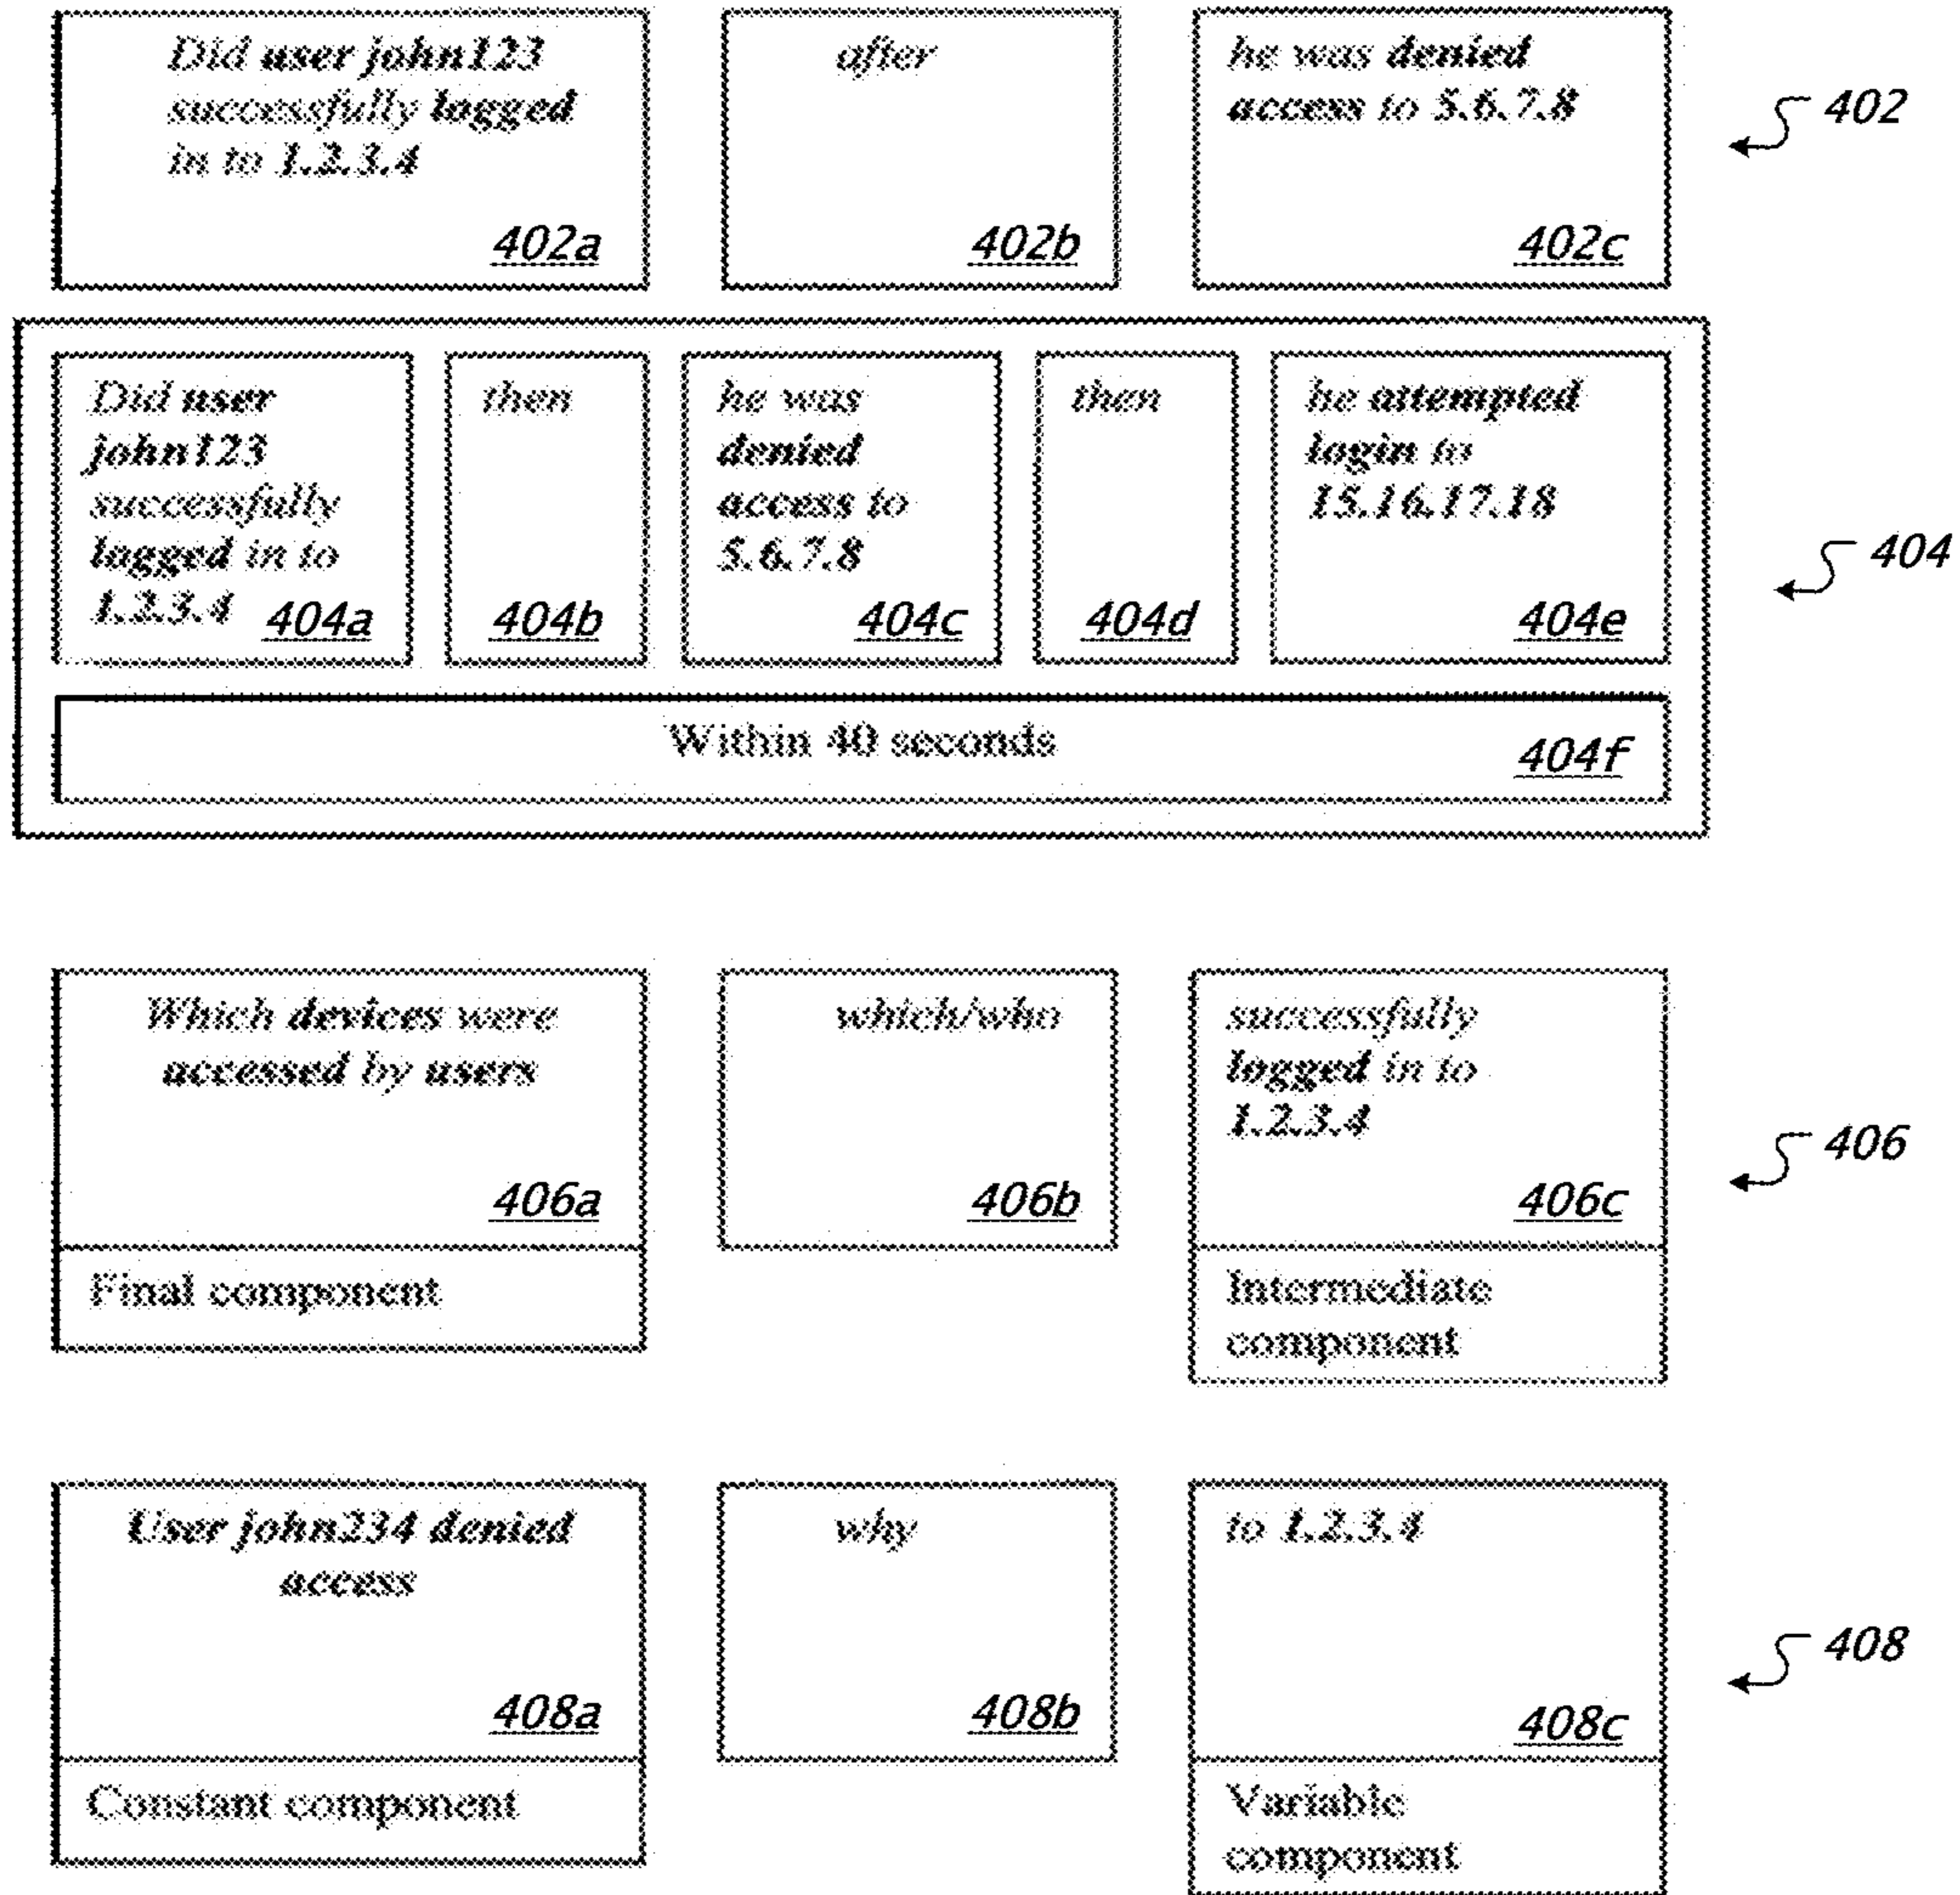 Did user john123
successfully logged
in to 1.2.3.4
402a
after
402b
he was denied
access to 5.6.7.8
402c
402
Did user
john123
successfully
logged in to
1.2.3.4
404a
then
404b
he was
denied
access to
5.6.7.8
404c
then
404d
he attempted
login to
15.16.17.18
404e
Within 40 seconds
404f
404
Which devices were
accessed by users
406a
Final component
which/who
406b
successfully
logged in to
1.2.3.4
406c
Intermediate
component
406
User john234 denied
access
408a
Constant component
why
408b
to 1.2.3.4
408c
Variable
component
408